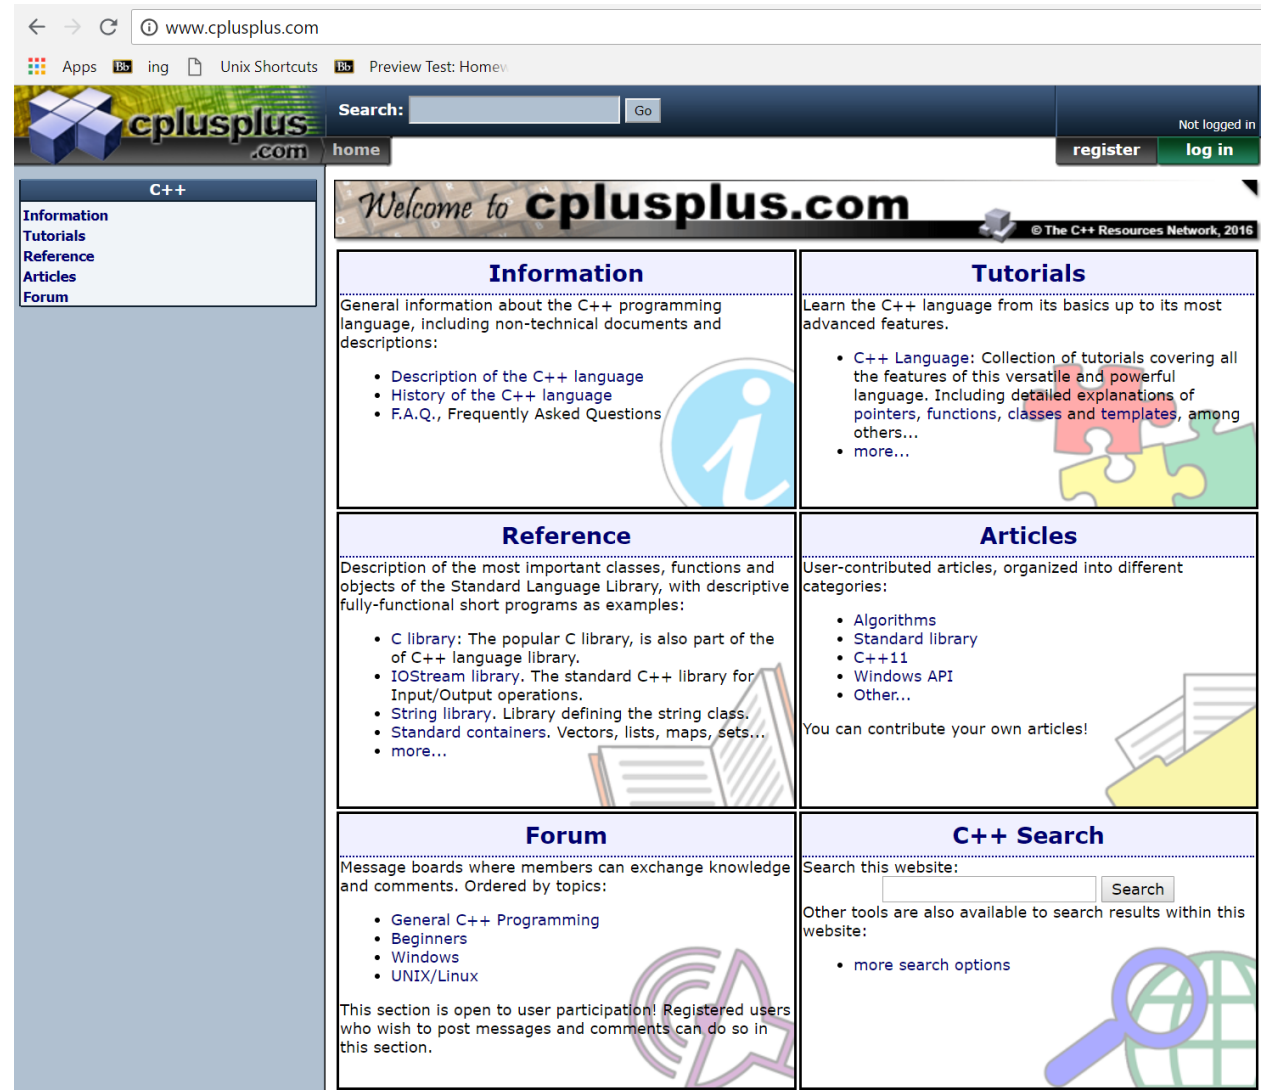 www.cplusplus.com
Apps Bb ing Unix Shortcuts Bb Preview Test: Homew
cplusplus
.com
Search: Go
Not logged in
home register log in
C++
Information
Tutorials
Reference
Articles
Forum
Welcome to cplusplus.com
© The C++ Resources Network, 2016
Information
General information about the C++ programming
language, including non-technical documents and
descriptions:
• Description of the C++ language
• History of the C++ language
• F.A.Q., Frequently Asked Questions
Tutorials
Learn the C++ language from its basics up to its most
advanced features.
• C++ Language: Collection of tutorials covering all
the features of this versatile and powerful
language. Including detailed explanations of
pointers, functions, classes and templates, among
others...
• more...
Reference
Description of the most important classes, functions and
objects of the Standard Language Library, with descriptive
fully-functional short programs as examples:
• C library: The popular C library, is also part of the
of C++ language library.
• IOStream library. The standard C++ library for
Input/Output operations.
• String library. Library defining the string class.
• Standard containers. Vectors, lists, maps, sets...
• more...
Articles
User-contributed articles, organized into different
categories:
• Algorithms
• Standard library
• C++11
• Windows API
• Other...
You can contribute your own articles!
Forum
Message boards where members can exchange knowledge
and comments. Ordered by topics:
• General C++ Programming
• Beginners
• Windows
• UNIX/Linux
This section is open to user participation! Registered users
who wish to post messages and comments can do so in
this section.
C++ Search
Search this website:
Search
Other tools are also available to search results within this
website:
• more search options